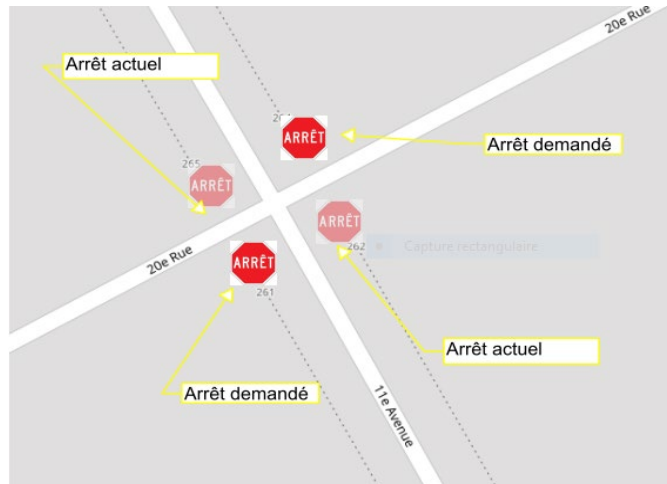 20e Rue
Arrêt actuel
ARRÊT
Arrêt demandé
265
ARRÊT
ARRÊT
262
Capture rectangulaire
20e Rue
ARRÊT
261
Arrêt actuel
Arrêt demandé
11e Avenue